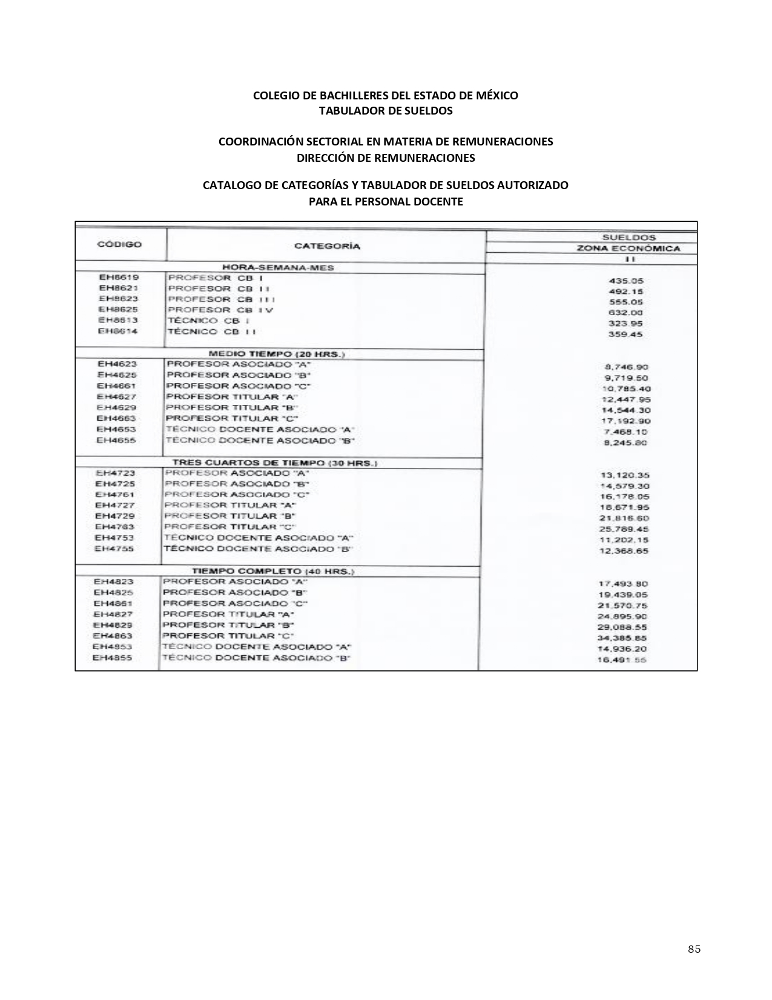 COLEGIO DE BACHILLERES DEL ESTADO DE MÉXICO
TABULADOR DE SUELDOS
COORDINACIÓN SECTORIAL EN MATERIA DE REMUNERACIONES
DIRECCIÓN DE REMUNERACIONES
CATALOGO DE CATEGORÍAS Y TABULADOR DE SUELDOS AUTORIZADO
PARA EL PERSONAL DOCENTE
CÓDIGO CATEGORÍA SUELDOS
ZONA ECONÓMICA
II
HORA-SEMANA-MES
EH8619 PROFESOR CB I 435.05
EH8621 PROFESOR CB II 492.15
EH8623 PROFESOR CB III 555.05
EH8625 PROFESOR CB IV 632.00
EH8613 TÉCNICO CB I 323.95
EH8614 TÉCNICO CB II 359.45
MEDIO TIEMPO (20 HRS.)
EH4623 PROFESOR ASOCIADO "A" 8,746.90
EH4625 PROFESOR ASOCIADO "B" 9,719.50
EH4661 PROFESOR ASOCIADO "C" 10,785.40
EH4627 PROFESOR TITULAR "A" 12,447.95
EH4629 PROFESOR TITULAR "B" 14,544.30
EH4663 PROFESOR TITULAR "C" 17,192.90
EH4653 TÉCNICO DOCENTE ASOCIADO "A" 7,468.10
EH4655 TÉCNICO DOCENTE ASOCIADO "B" 8,245.80
TRES CUARTOS DE TIEMPO (30 HRS.)
EH4723 PROFESOR ASOCIADO "A" 13,120.35
EH4725 PROFESOR ASOCIADO "B" 14,579.30
EH4761 PROFESOR ASOCIADO "C" 16,178.05
EH4727 PROFESOR TITULAR "A" 18,671.95
EH4729 PROFESOR TITULAR "B" 21,816.60
EH4763 PROFESOR TITULAR "C" 25,789.45
EH4753 TÉCNICO DOCENTE ASOCIADO "A" 11,202.15
EH4755 TÉCNICO DOCENTE ASOCIADO "B" 12,368.65
TIEMPO COMPLETO (40 HRS.)
EH4823 PROFESOR ASOCIADO "A" 17,493.80
EH4825 PROFESOR ASOCIADO "B" 19,439.05
EH4861 PROFESOR ASOCIADO "C" 21,570.75
EH4827 PROFESOR TITULAR "A" 24,895.90
EH4829 PROFESOR TITULAR "B" 29,088.55
EH4863 PROFESOR TITULAR "C" 34,385.85
EH4853 TÉCNICO DOCENTE ASOCIADO "A" 14,936.20
EH4855 TÉCNICO DOCENTE ASOCIADO "B" 16,491.55
85